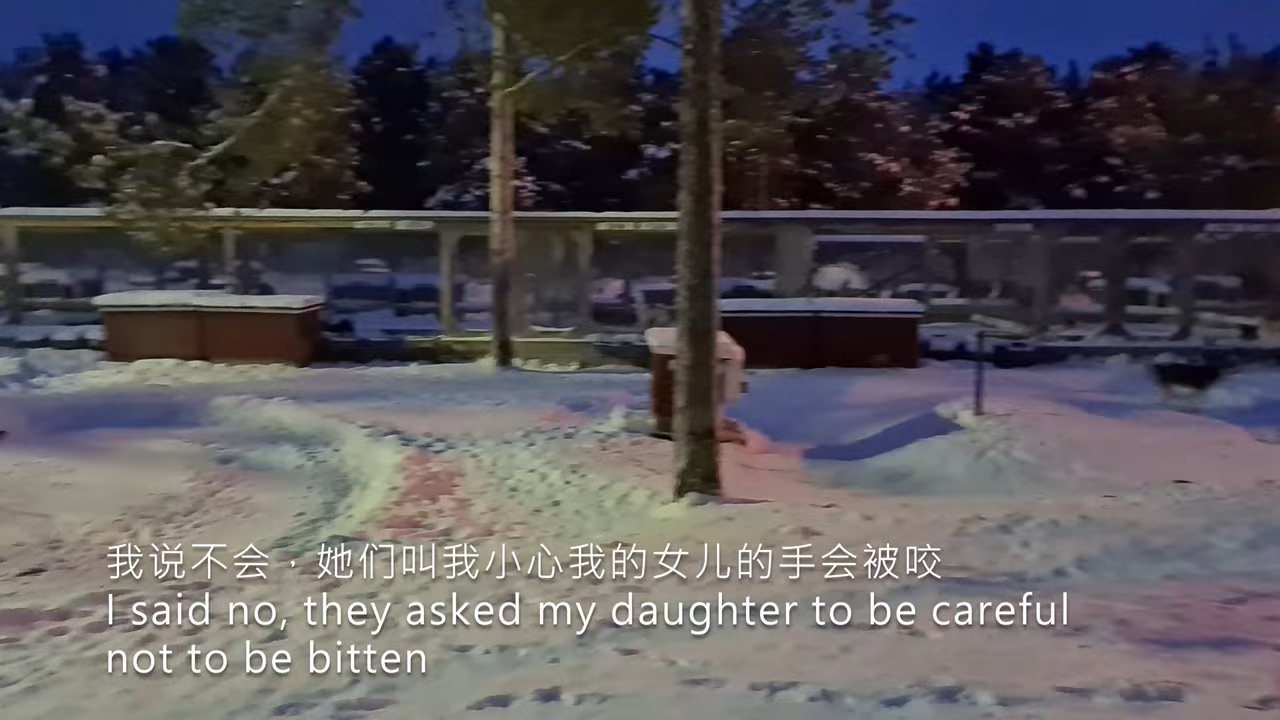 我说不会，她们叫我小心我的女儿的手会被咬
I said no, they asked my daughter to be careful
not to be bitten